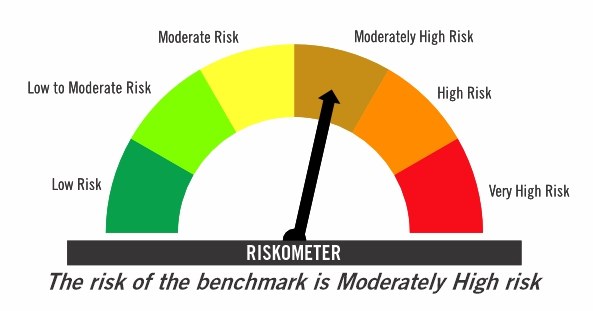 Moderate Risk
Moderately High Risk
Low to Moderate Risk
High Risk
Low Risk
Very High Risk
RISKOMETER
The risk of the benchmark is Moderately High risk